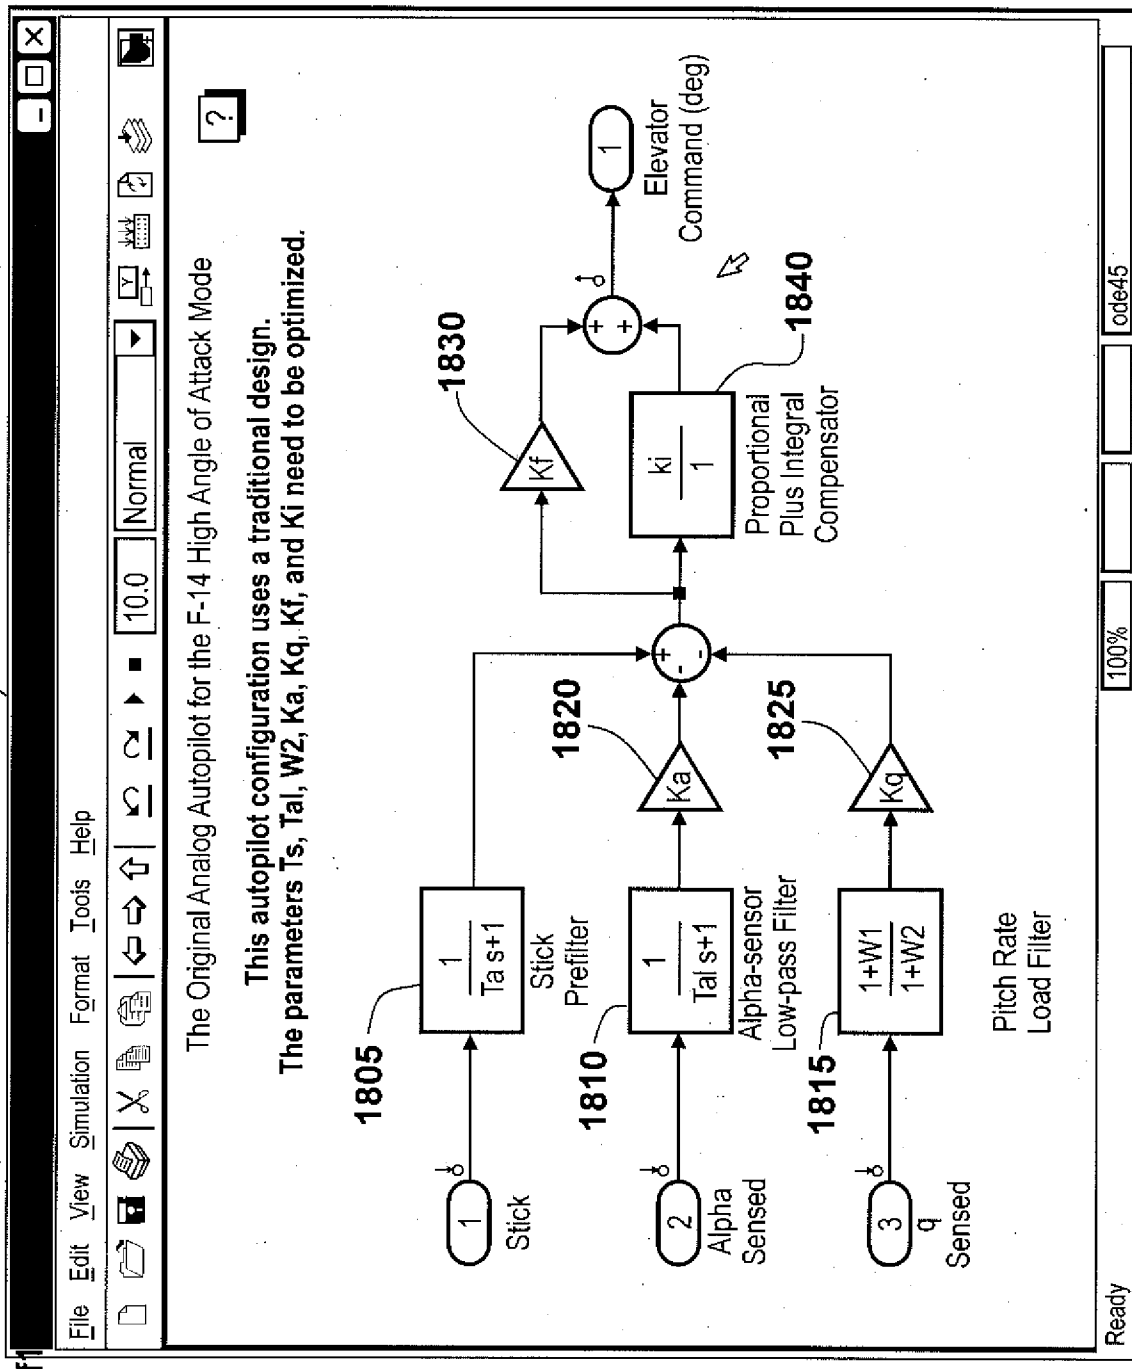 F1
File Edit View Simulation Format Tools Help
10.0 Normal
The Original Analog Autopilot for the F-14 High Angle of Attack Mode
?
This autopilot configuration uses a traditional design.
The parameters Ts, Tal, W2, Ka, Kq, Kf, and Ki need to be optimized.
1805
1
Stick
1
Ta s+1
Stick
Prefilter
1830
Kf
+
-
-
+
+
1
Elevator
Command (deg)
1810
2
Alpha
Sensed
1
Tal s+1
Alpha-sensor
Low-pass Filter
1820
Ka
ki
1
Proportional
Plus Integral
Compensator
1840
1815
3
q
Sensed
1+W1
1+W2
Pitch Rate
Load Filter
1825
Kq
Ready 100% ode45